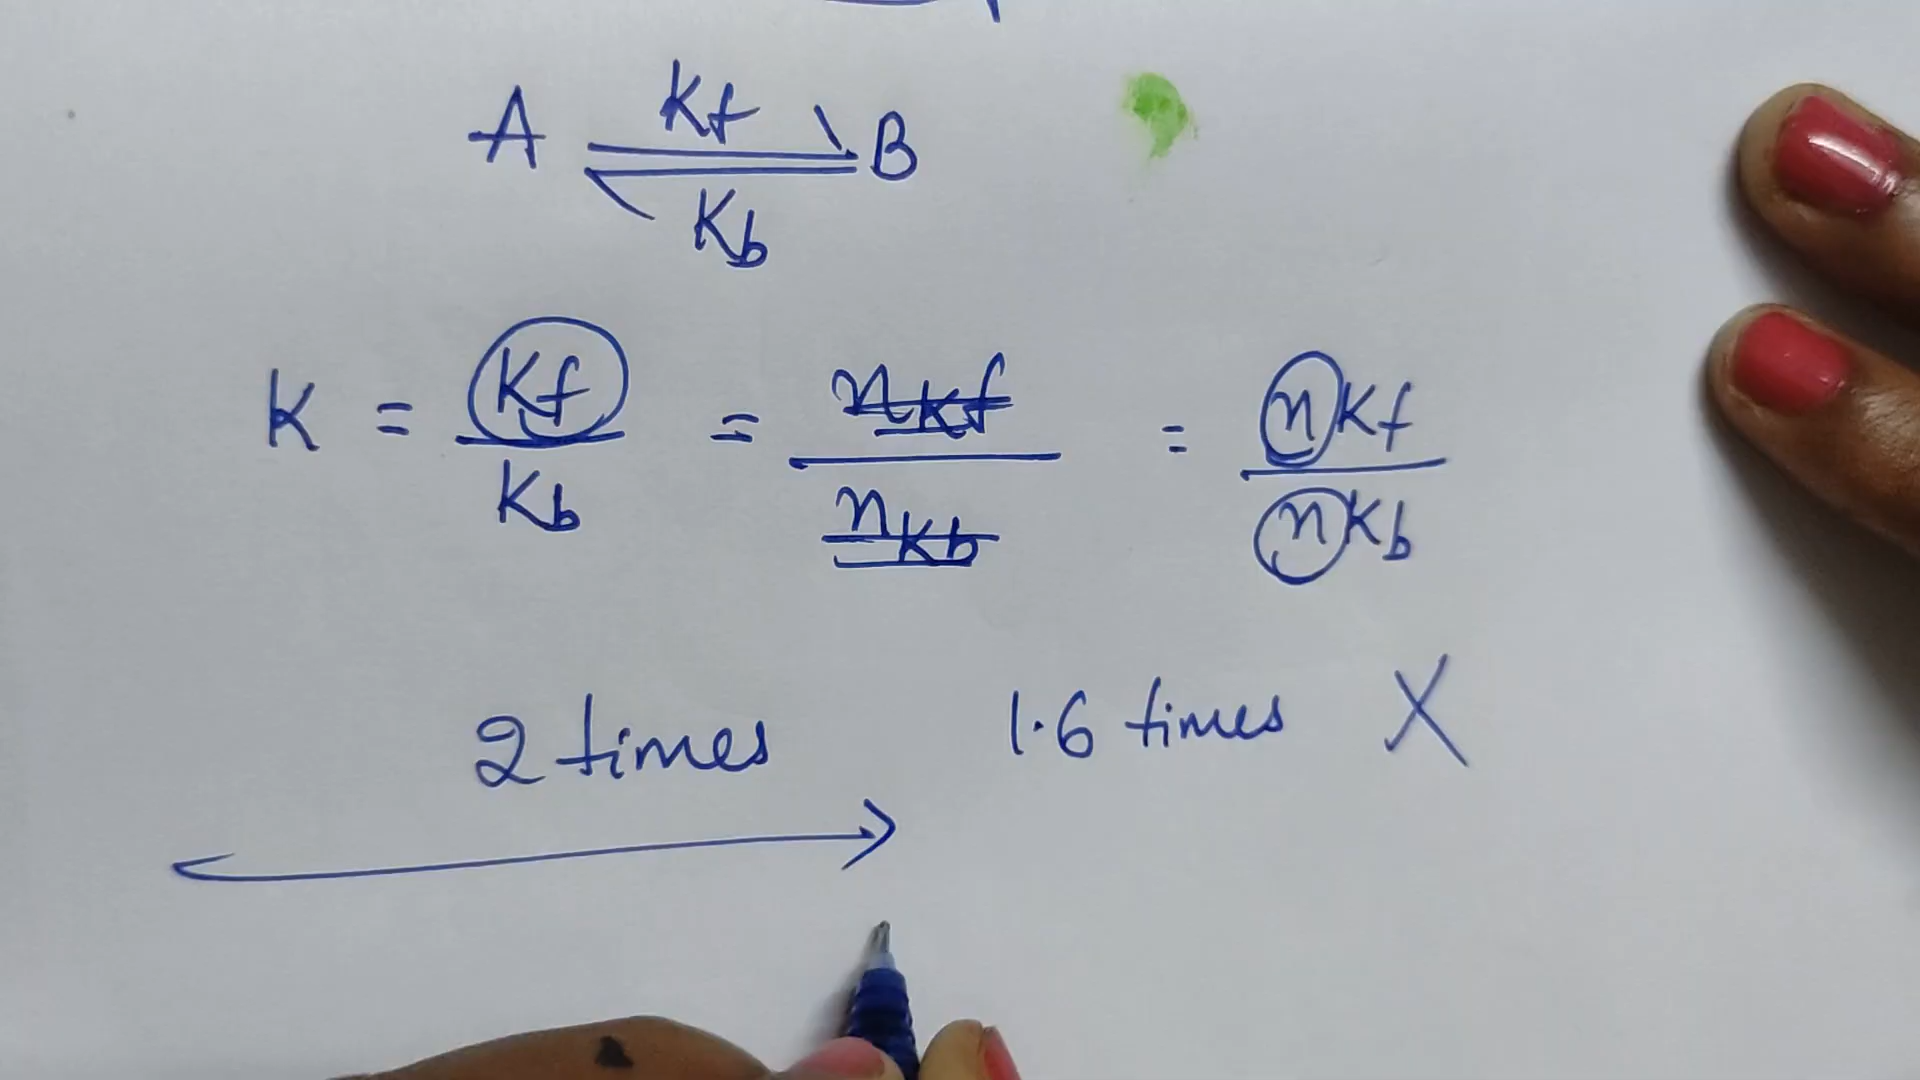 A Kf B
Kb
K = Kf/Kb = nKf/nKb = nKf/nKb
2 times 1.6 times X